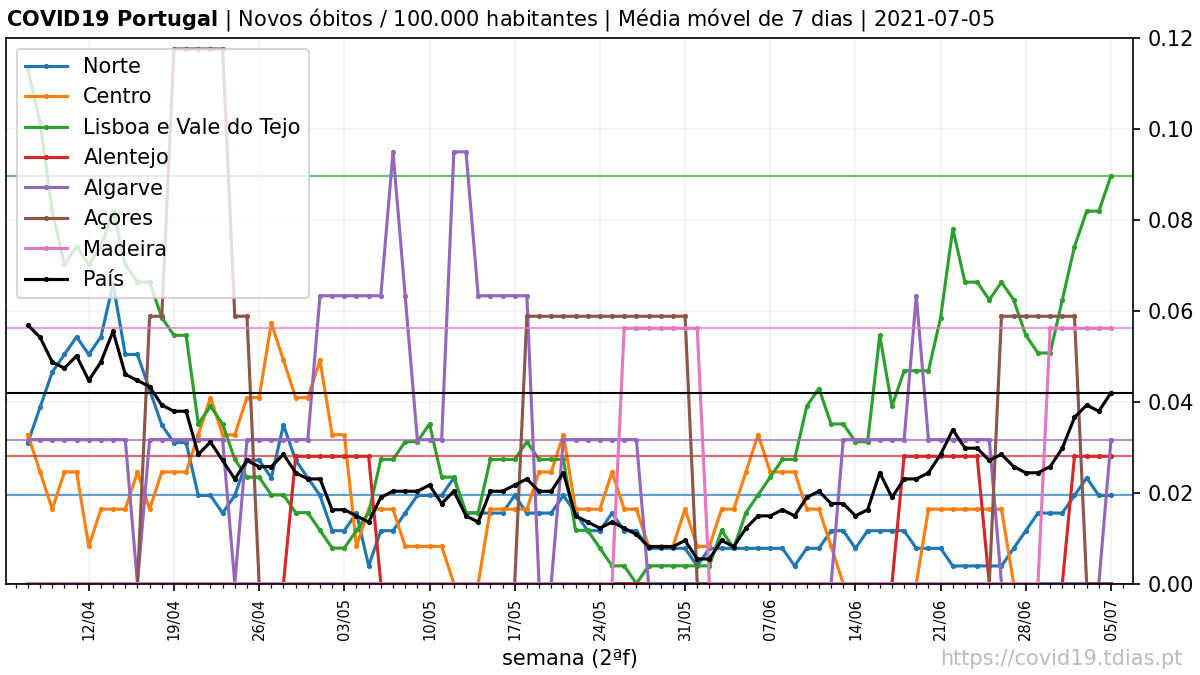 COVID19 Portugal | Novos óbitos / 100.000 habitantes | Média móvel de 7 dias | 2021-07-05
Norte
Centro
Lisboa e Vale do Tejo
Alentejo
Algarve
Açores
Madeira
País
0.12
0.10
0.08
0.06
0.04
0.02
0.00
12/04
19/04
26/04
03/05
10/05
17/05
24/05
31/05
07/06
14/06
21/06
28/06
05/07
semana (2ªf)
https://covid19.tdias.pt